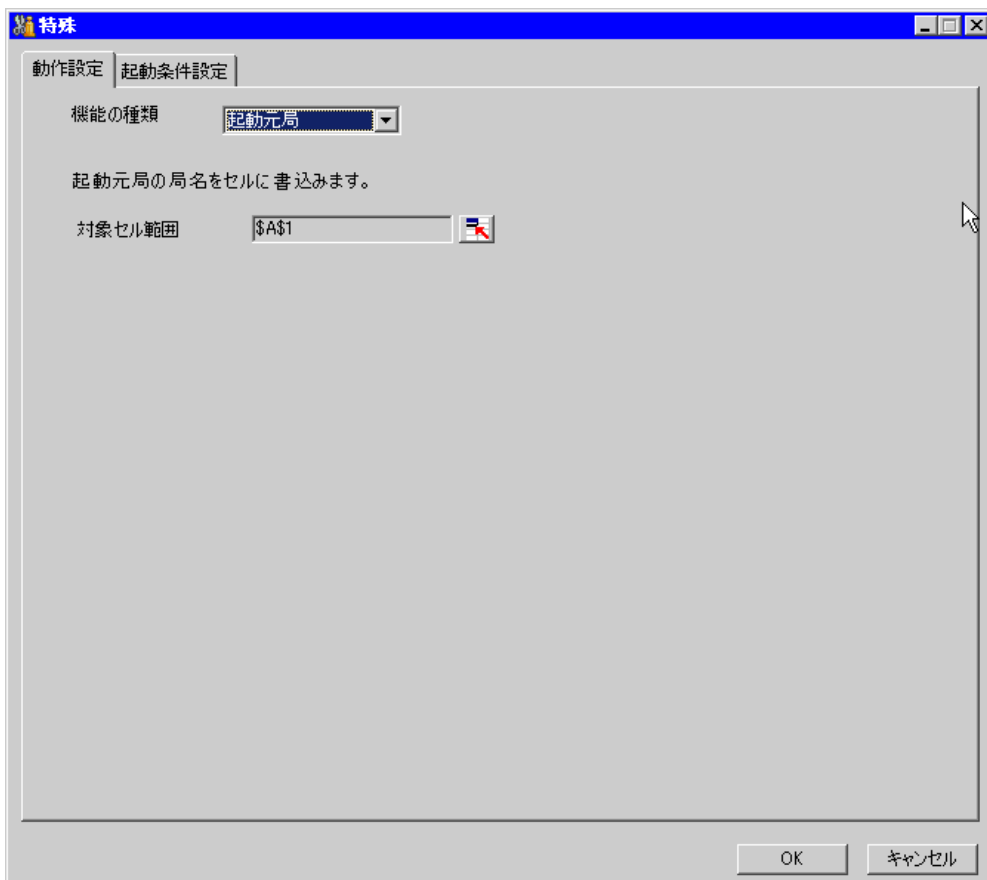 特殊
動作設定 起動条件設定
機能の種類 起動元局
起動元局の局名をセルに書込みます。
対象セル範囲 $A$1
OK キャンセル